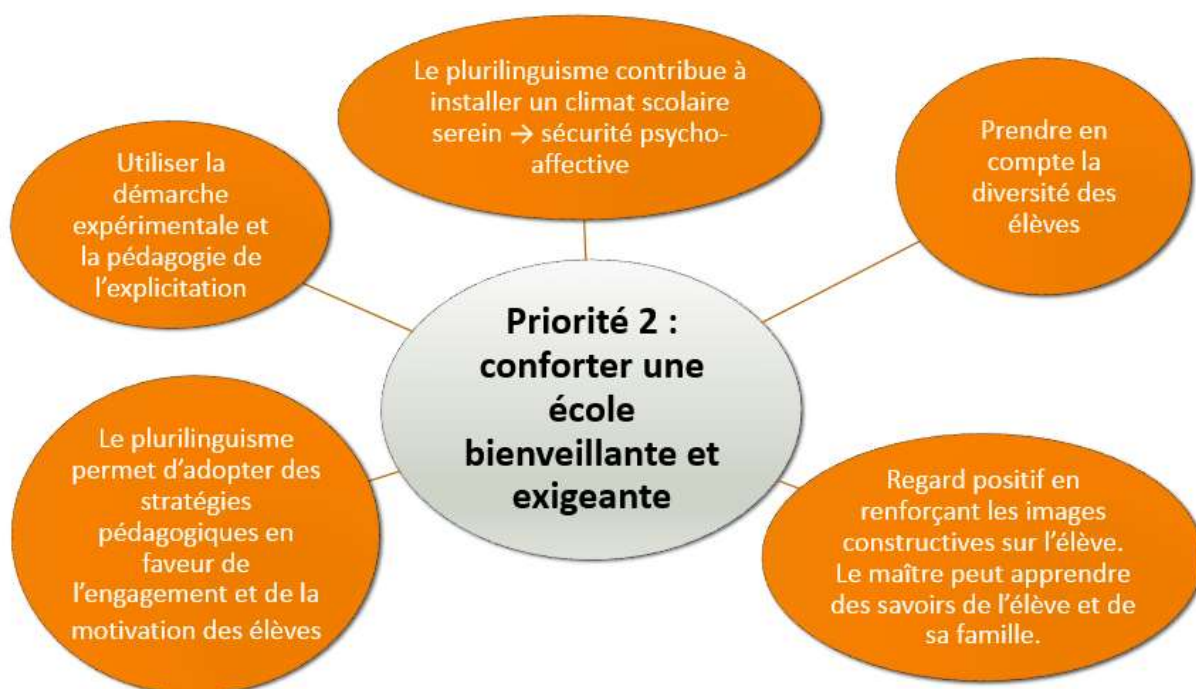 Le plurilinguisme contribue à
installer un climat scolaire
serein → sécurité psycho-
affective
Prendre en
compte la
diversité des
élèves
Utiliser la
démarche
expérimentale et
la pédagogie de
l'explicitation
Priorité 2 :
conforter une
école
bienveillante et
exigeante
Le plurilinguisme
permet d'adopter des
stratégies
pédagogiques en
faveur de
l'engagement et de la
motivation des élèves
Regard positif en
renforçant les images
constructives sur l'élève.
Le maître peut apprendre
des savoirs de l'élève et de
sa famille.